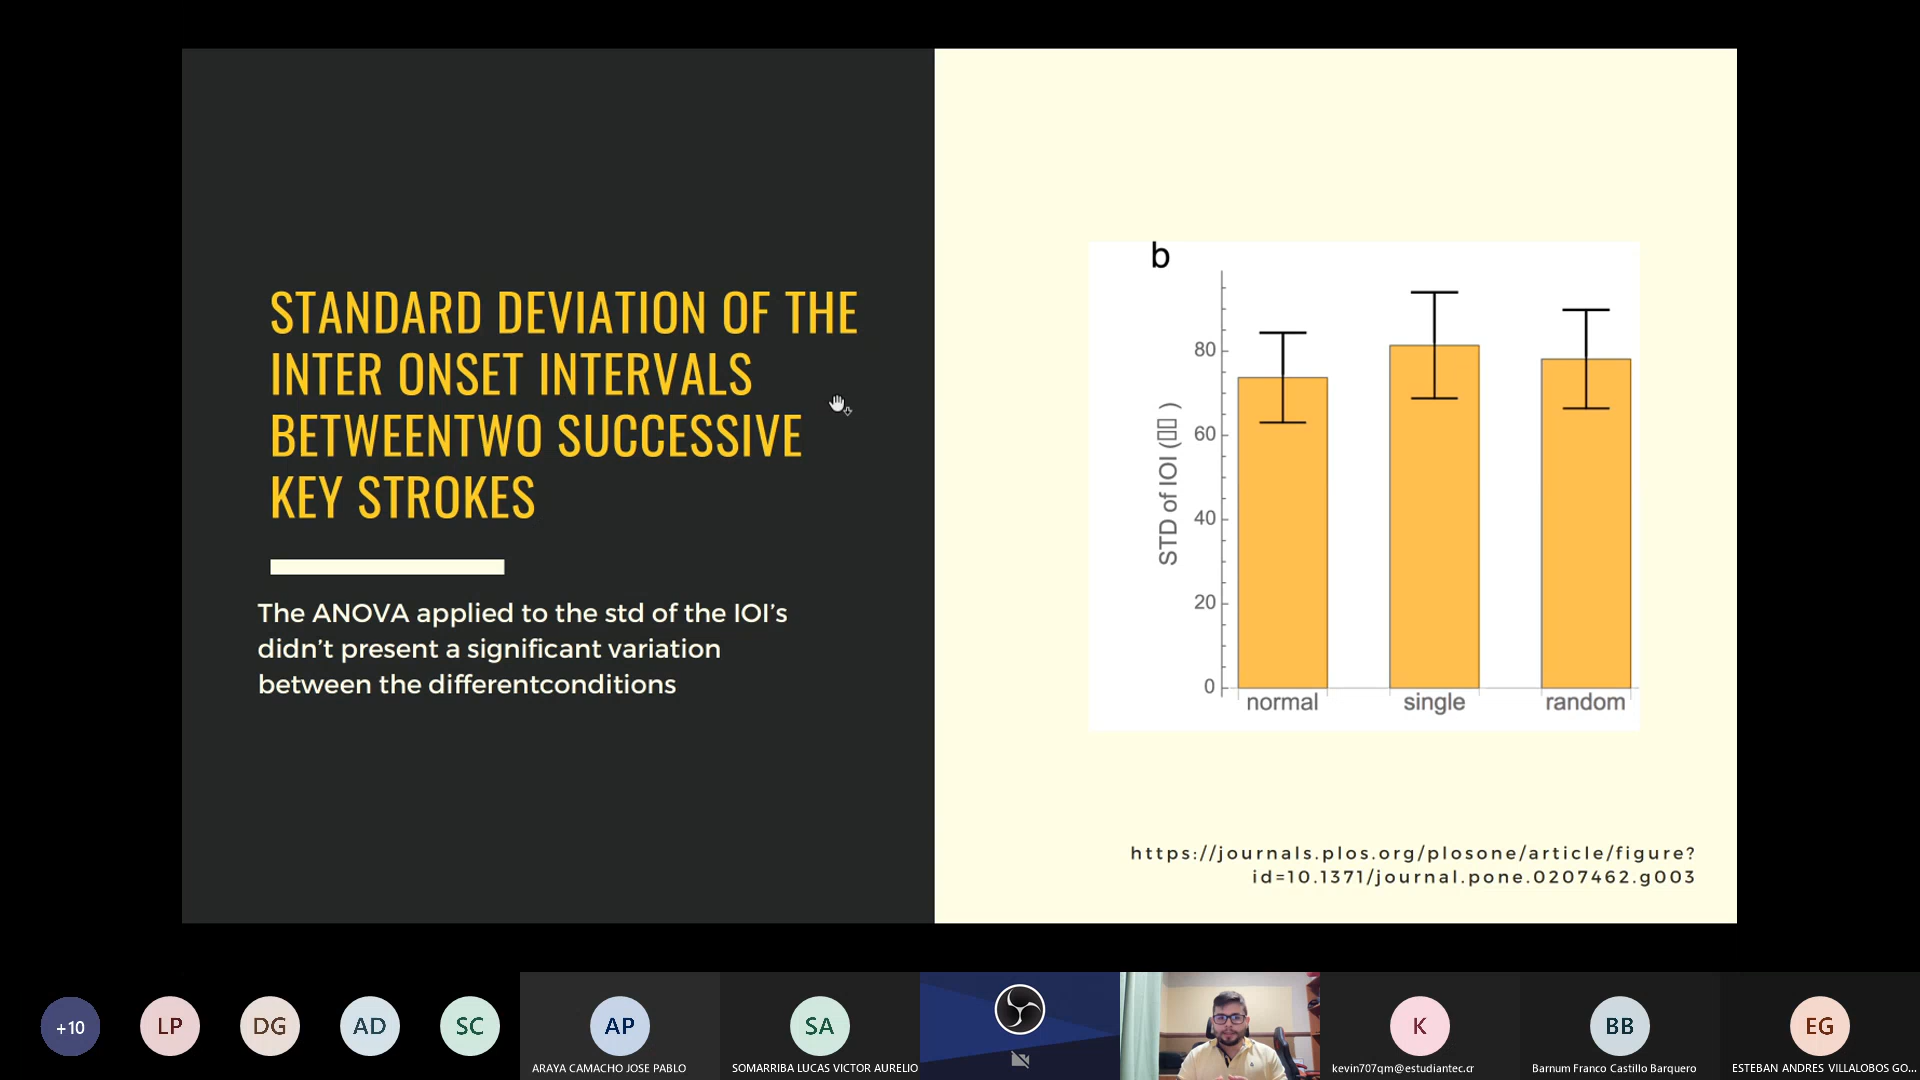 STANDARD DEVIATION OF THE
INTER ONSET INTERVALS
BETWEENTWO SUCCESSIVE
KEY STROKES
The ANOVA applied to the std of the IOI’s
didn’t present a significant variation
between the differentconditions
b
STD of IOI (▯▯ )
80
60
40
20
0
normal
single
random
https://journals.plos.org/plosone/article/figure?
id=10.1371/journal.pone.0207462.g003
+10
LP
DG
AD
SC
AP
ARAYA CAMACHO JOSE PABLO
SA
SOMARRIBA LUCAS VICTOR AURELIO
K
kevin707qm@estudiantec.cr
BB
Barnum Franco Castillo Barquero
EG
ESTEBAN ANDRES VILLALOBOS GO...